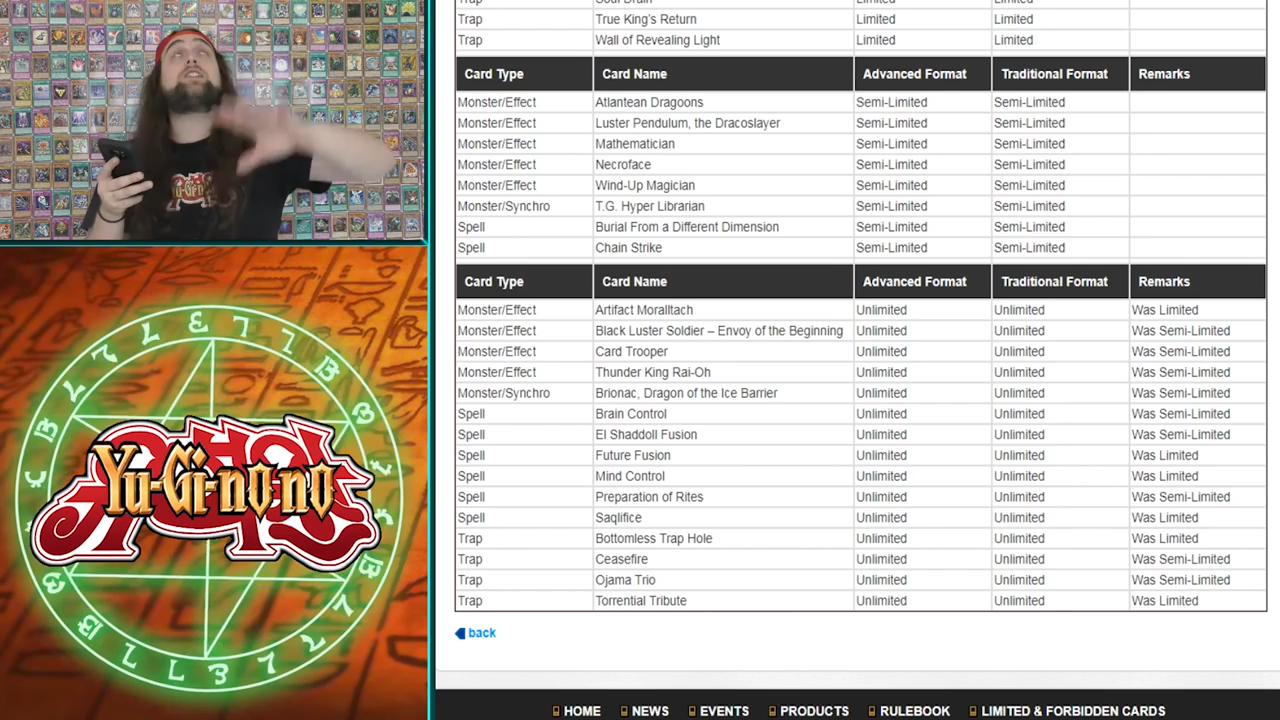 Trap Limited Limited
Trap True King's Return Limited Limited
Trap Wall of Revealing Light Limited Limited
Card Type Card Name Advanced Format Traditional Format Remarks
Monster/Effect Atlantean Dragoons Semi-Limited Semi-Limited
Monster/Effect Luster Pendulum, the Dracoslayer Semi-Limited Semi-Limited
Monster/Effect Mathematician Semi-Limited Semi-Limited
Monster/Effect Necroface Semi-Limited Semi-Limited
Monster/Effect Wind-Up Magician Semi-Limited Semi-Limited
Monster/Synchro T.G. Hyper Librarian Semi-Limited Semi-Limited
Spell Burial From a Different Dimension Semi-Limited Semi-Limited
Spell Chain Strike Semi-Limited Semi-Limited
Card Type Card Name Advanced Format Traditional Format Remarks
Monster/Effect Artifact Moralltach Unlimited Unlimited Was Limited
Monster/Effect Black Luster Soldier – Envoy of the Beginning Unlimited Unlimited Was Semi-Limited
Monster/Effect Card Trooper Unlimited Unlimited Was Semi-Limited
Monster/Effect Thunder King Rai-Oh Unlimited Unlimited Was Semi-Limited
Monster/Synchro Brionac, Dragon of the Ice Barrier Unlimited Unlimited Was Semi-Limited
Spell Brain Control Unlimited Unlimited Was Semi-Limited
Spell El Shaddoll Fusion Unlimited Unlimited Was Semi-Limited
Spell Future Fusion Unlimited Unlimited Was Limited
Spell Mind Control Unlimited Unlimited Was Limited
Spell Preparation of Rites Unlimited Unlimited Was Semi-Limited
Spell Saqlifice Unlimited Unlimited Was Limited
Trap Bottomless Trap Hole Unlimited Unlimited Was Limited
Trap Ceasefire Unlimited Unlimited Was Semi-Limited
Trap Ojama Trio Unlimited Unlimited Was Semi-Limited
Trap Torrential Tribute Unlimited Unlimited Was Limited
back
HOME NEWS EVENTS PRODUCTS RULEBOOK LIMITED & FORBIDDEN CARDS
Yu-Gi-no-no